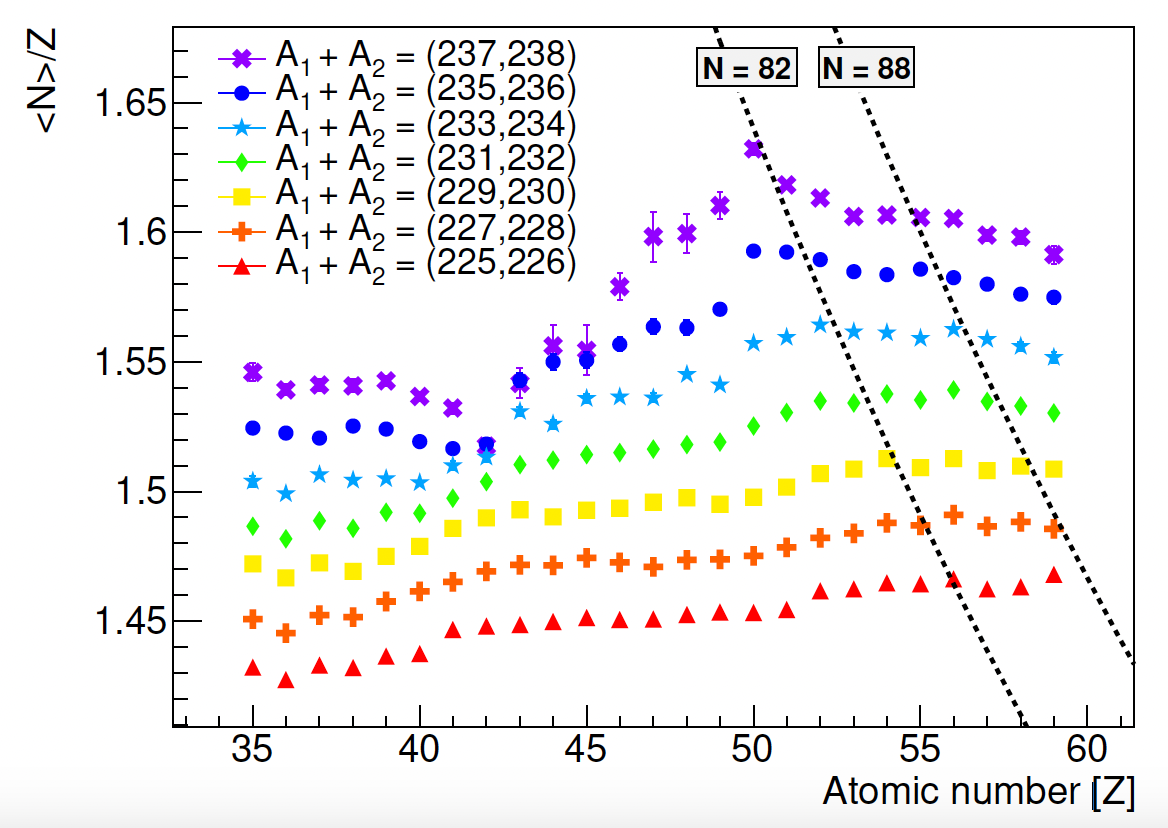 <N>/Z
A1 + A2 = (237,238)
A1 + A2 = (235,236)
A1 + A2 = (233,234)
A1 + A2 = (231,232)
A1 + A2 = (229,230)
A1 + A2 = (227,228)
A1 + A2 = (225,226)
N = 82
N = 88
1.65
1.6
1.55
1.5
1.45
35 40 45 50 55 60
Atomic number [Z]